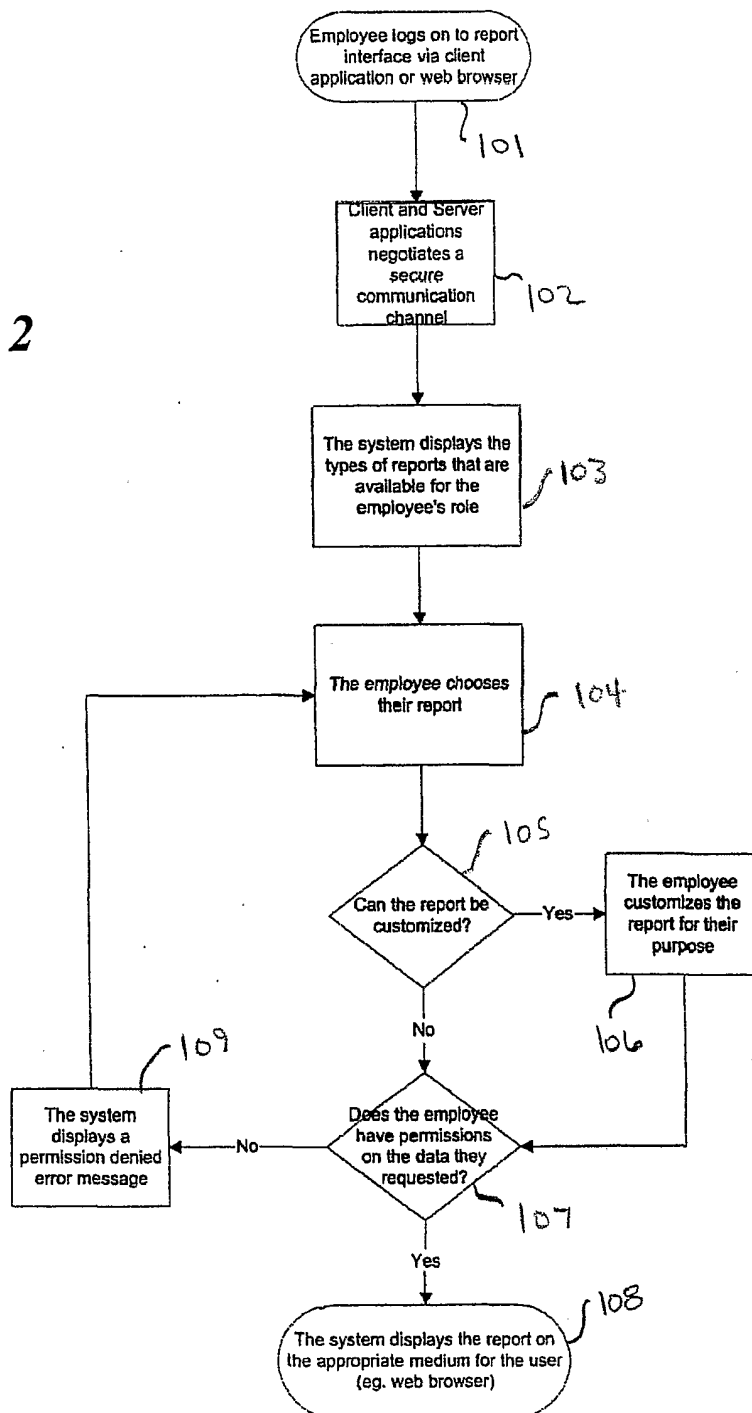 Employee logs on to report
interface via client
application or web browser
101
Client and Server
applications
negotiates a
secure
communication
channel
102
2
The system displays the
types of reports that are
available for the
employee's role
103
The employee chooses
their report
104
105
Can the report be
customized?
Yes
The employee
customizes the
report for their
purpose
106
No
109
The system
displays a
permission denied
error message
No
Does the employee
have permissions
on the data they
requested?
107
Yes
108
The system displays the report on
the appropriate medium for the user
(eg. web browser)